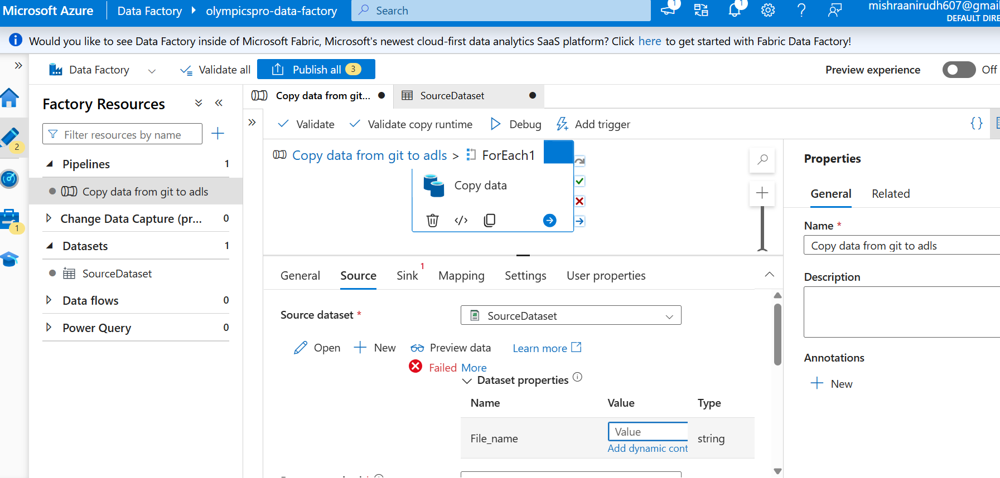 Microsoft Azure
Data Factory
olympicspro-data-factory
Search
1
1
mishraanirudh607@gmai
DEFAULT DIRE
Would you like to see Data Factory inside of Microsoft Fabric, Microsoft's newest cloud-first data analytics SaaS platform? Click here to get started with Fabric Data Factory!
Data Factory
Validate all
Publish all
3
Preview experience
Off
2
1
Factory Resources
Filter resources by name
Pipelines
1
Copy data from git to adls
Change Data Capture (pr...
0
Datasets
1
SourceDataset
Data flows
0
Power Query
0
Copy data from git...
SourceDataset
Validate
Validate copy runtime
Debug
Add trigger
{}
Copy data from git to adls > ForEach1
Copy data
General
Source
Sink
1
Mapping
Settings
User properties
Source dataset *
SourceDataset
Open
New
Preview data
Learn more
Failed More
Dataset properties
Name
Value
Type
File_name
Value
Add dynamic cont
string
Properties
General
Related
Name *
Copy data from git to adls
Description
Annotations
New